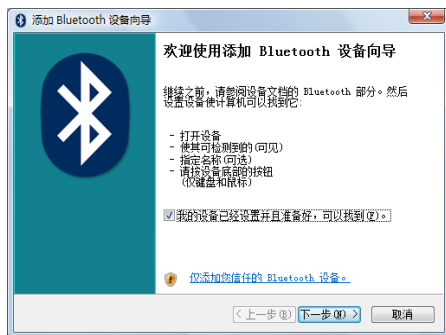 添加 Bluetooth 设备向导
欢迎使用添加 Bluetooth 设备向导
继续之前，请参阅设备文档的 Bluetooth 部分。然后
设置设备使计算机可以找到它:
- 打开设备
- 使其可检测到的(可见)
- 指定名称(可选)
- 请按设备底部的按钮
(仅键盘和鼠标)
我的设备已经设置并且准备好，可以找到(F)。
仅添加您信任的 Bluetooth 设备。
< 上一步(B) 下一步(N) > 取消